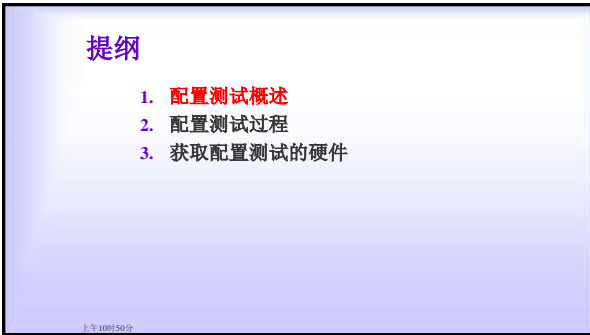 提纲
1. 配置测试概述
2. 配置测试过程
3. 获取配置测试的硬件
上午10时50分